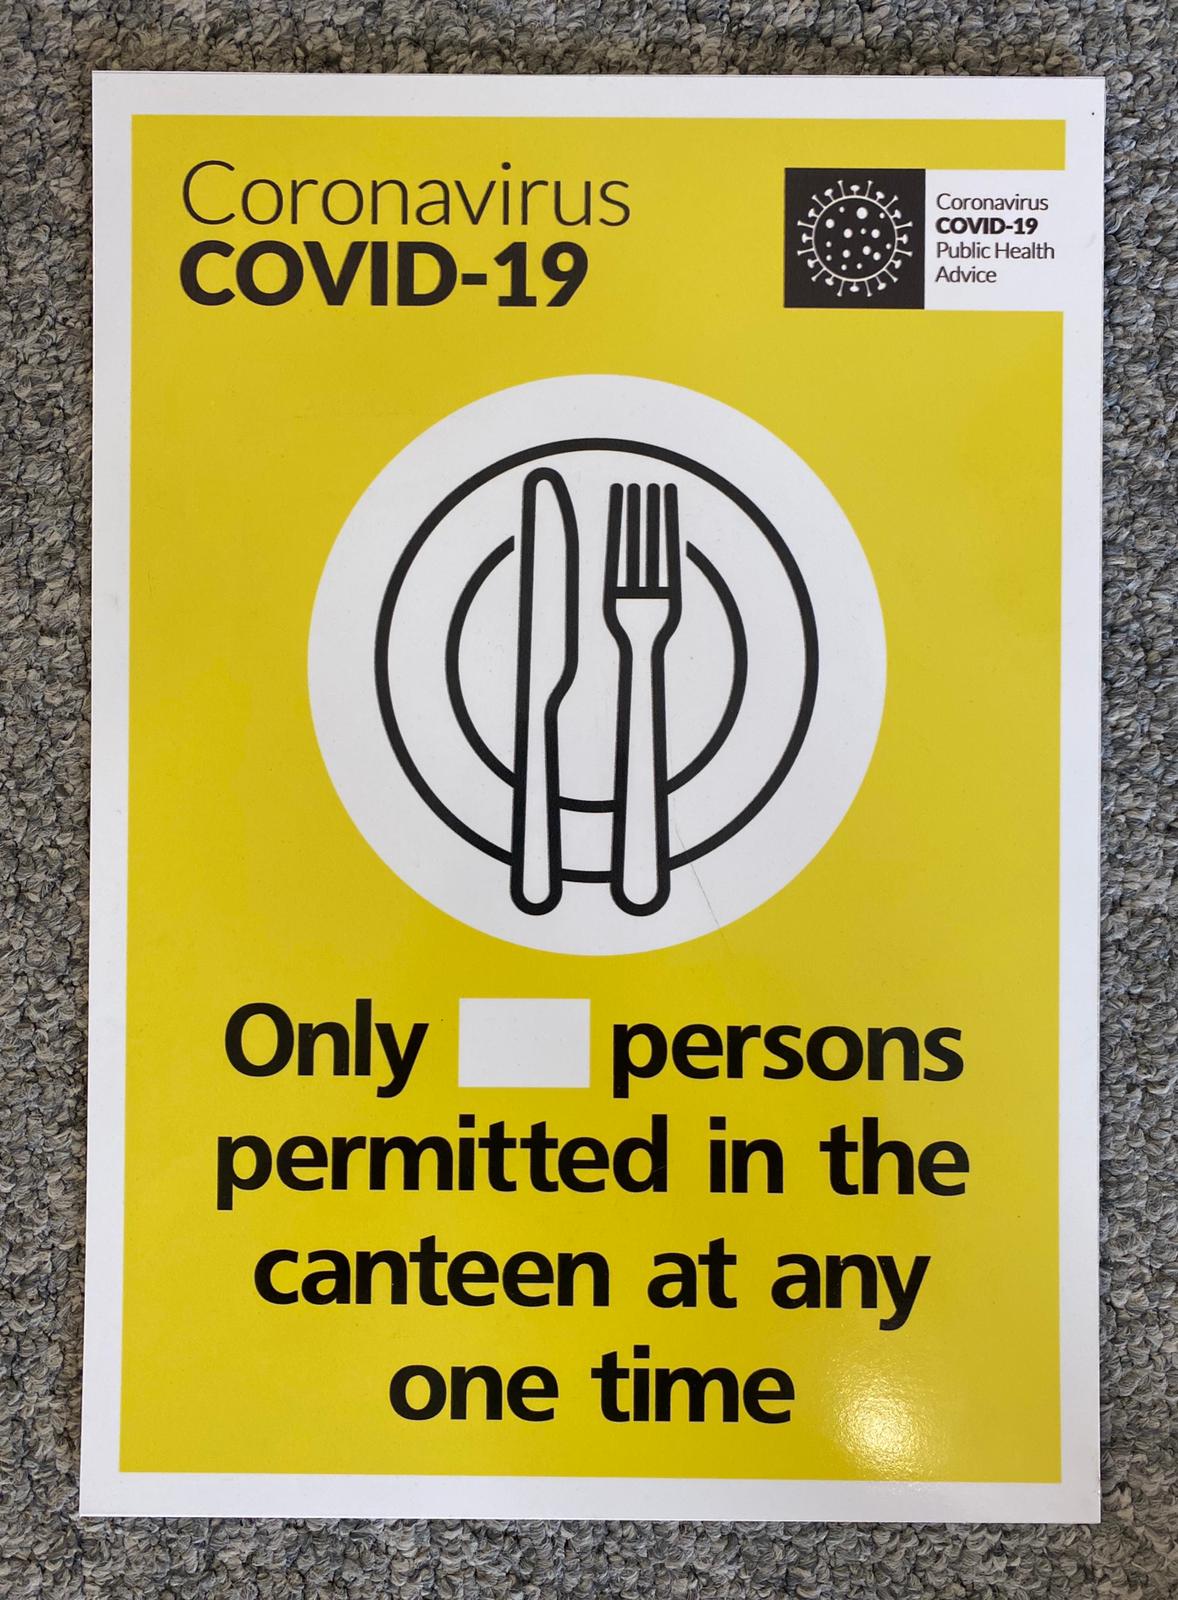 Coronavirus
COVID-19
Coronavirus
COVID-19
Public Health
Advice
Only persons
permitted in the
canteen at any
one time